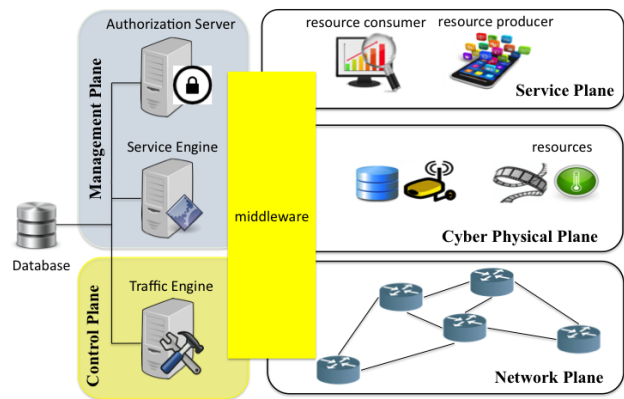 Authorization Server
resource consumer
resource producer
Service Plane
Management Plane
Service Engine
middleware
resources
Cyber Physical Plane
Database
Control Plane
Traffic Engine
Network Plane